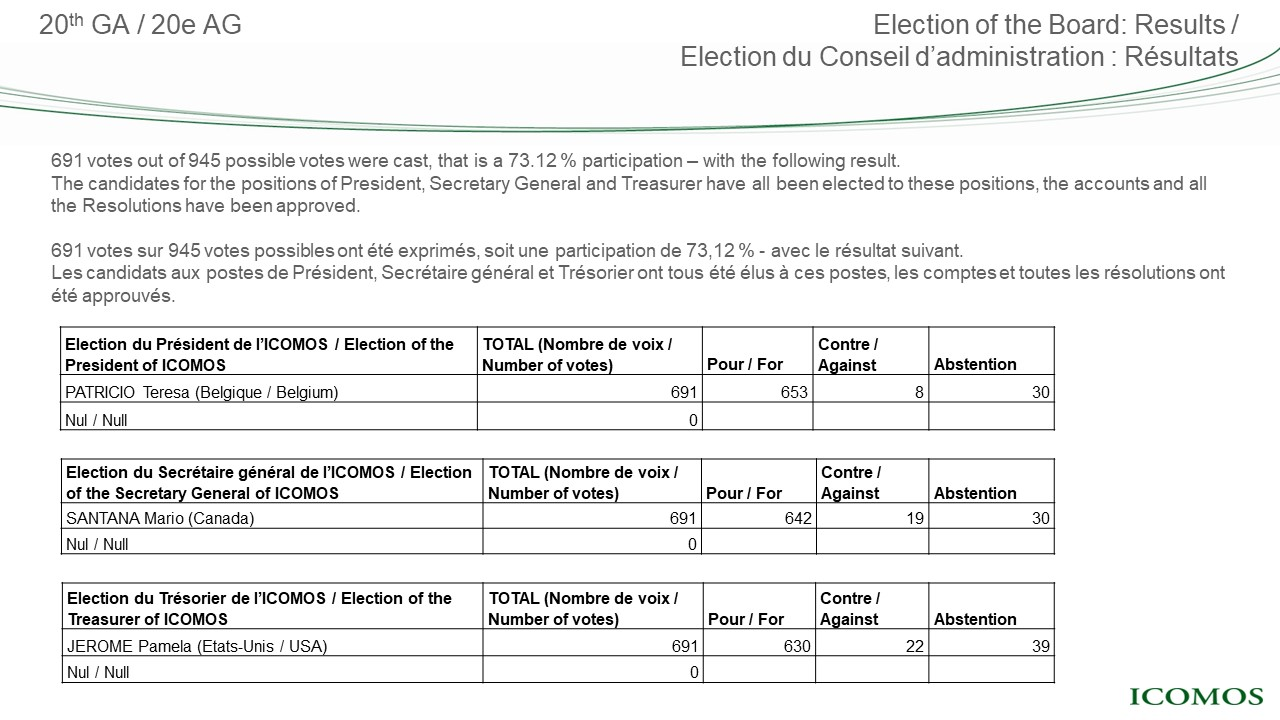 20th GA / 20e AG
Election of the Board: Results /
Election du Conseil d’administration : Résultats
691 votes out of 945 possible votes were cast, that is a 73.12 % participation – with the following result.
The candidates for the positions of President, Secretary General and Treasurer have all been elected to these positions, the accounts and all
the Resolutions have been approved.
691 votes sur 945 votes possibles ont été exprimés, soit une participation de 73,12 % - avec le résultat suivant.
Les candidats aux postes de Président, Secrétaire général et Trésorier ont tous été élus à ces postes, les comptes et toutes les résolutions ont
été approuvés.
Election du Président de l’ICOMOS / Election of the President of ICOMOS TOTAL (Nombre de voix / Number of votes) Pour / For Contre / Against Abstention
PATRICIO Teresa (Belgique / Belgium) 691 653 8 30
Nul / Null 0
Election du Secrétaire général de l’ICOMOS / Election of the Secretary General of ICOMOS TOTAL (Nombre de voix / Number of votes) Pour / For Contre / Against Abstention
SANTANA Mario (Canada) 691 642 19 30
Nul / Null 0
Election du Trésorier de l’ICOMOS / Election of the Treasurer of ICOMOS TOTAL (Nombre de voix / Number of votes) Pour / For Contre / Against Abstention
JEROME Pamela (Etats-Unis / USA) 691 630 22 39
Nul / Null 0
ICOMOS